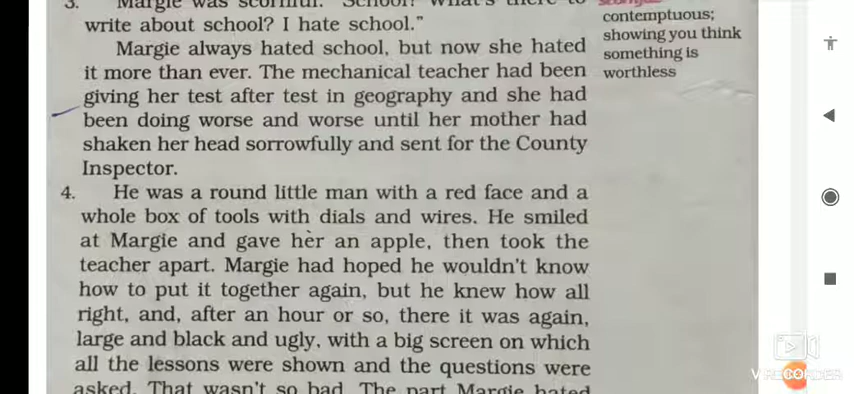 3. Margie was scornful. "School? What's there to
write about school? I hate school."
Margie always hated school, but now she hated
it more than ever. The mechanical teacher had been
giving her test after test in geography and she had
been doing worse and worse until her mother had
shaken her head sorrowfully and sent for the County
Inspector.
4. He was a round little man with a red face and a
whole box of tools with dials and wires. He smiled
at Margie and gave her an apple, then took the
teacher apart. Margie had hoped he wouldn't know
how to put it together again, but he knew how all
right, and, after an hour or so, there it was again,
large and black and ugly, with a big screen on which
all the lessons were shown and the questions were
asked. That wasn't so bad. The part Margie hated
contemptuous;
showing you think
something is
worthless
V RECORDER